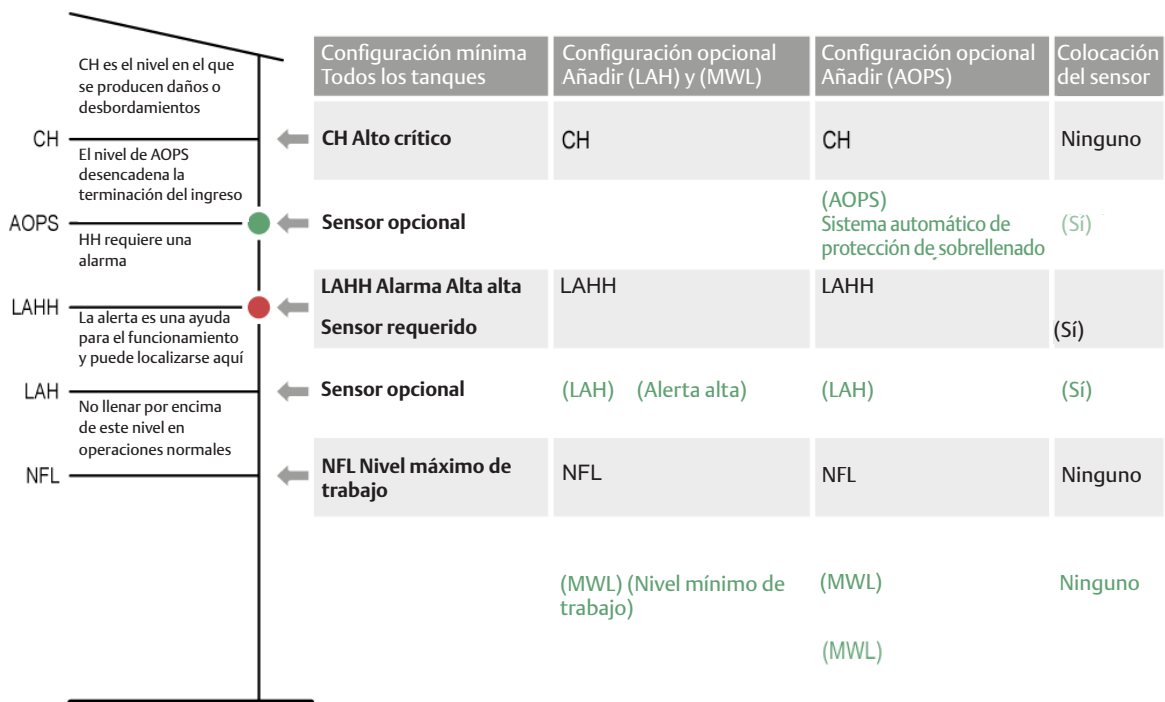 CH es el nivel en el que
se producen daños o
desbordamientos
CH
El nivel de AOPS
desencadena la
terminación del ingreso
AOPS
HH requiere una
alarma
LAHH
La alerta es una ayuda
para el funcionamiento
y puede localizarse aquí
LAH
No llenar por encima
de este nivel en
operaciones normales
NFL
Configuración mínima
Todos los tanques
Configuración opcional
Añadir (LAH) y (MWL)
Configuración opcional
Añadir (AOPS)
Colocación
del sensor
CH Alto crítico
CH
CH
Ninguno
Sensor opcional
(AOPS)
Sistema automático de
protección de sobrellenado
(Sí)
LAHH Alarma Alta alta
Sensor requerido
LAHH
LAHH
(Sí)
Sensor opcional
(LAH) (Alerta alta)
(LAH)
(Sí)
NFL Nivel máximo de
trabajo
NFL
NFL
Ninguno
(MWL) (Nivel mínimo de
trabajo)
(MWL)
Ninguno
(MWL)